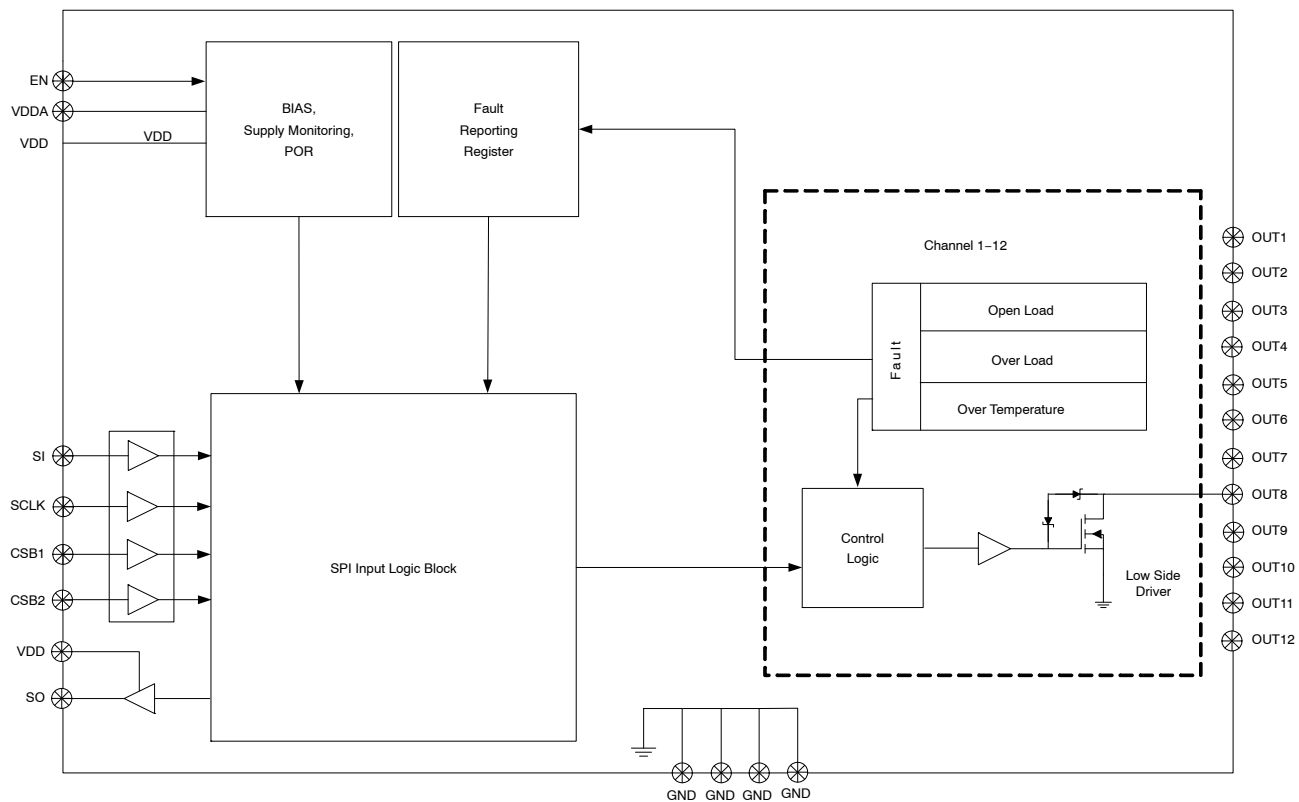 EN
VDDA
VDD
VDD
BIAS,
Supply Monitoring,
POR
Fault
Reporting
Register
Channel 1–12
Fault
Open Load
Over Load
Over Temperature
SI
SCLK
CSB1
CSB2
VDD
SO
SPI Input Logic Block
Control
Logic
Low Side
Driver
OUT1
OUT2
OUT3
OUT4
OUT5
OUT6
OUT7
OUT8
OUT9
OUT10
OUT11
OUT12
GND GND GND GND